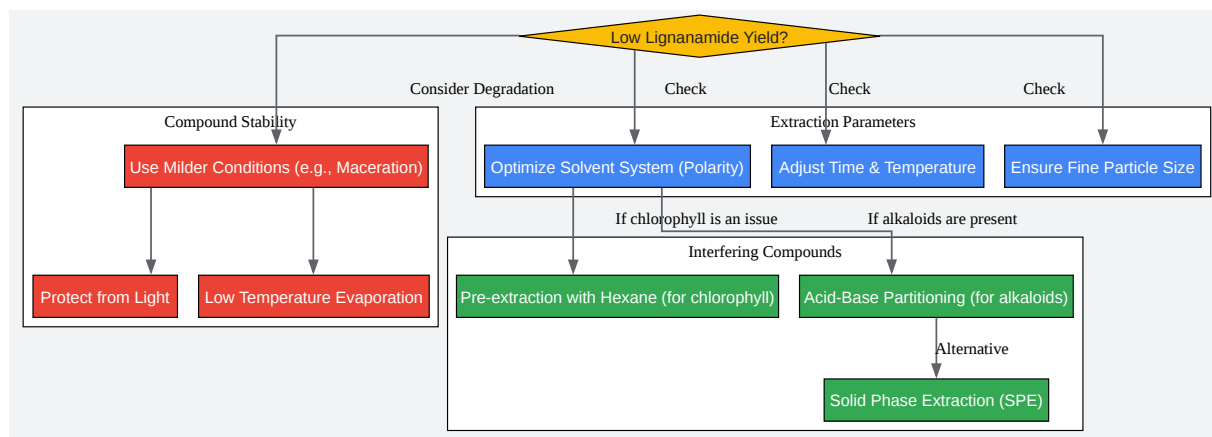 Low Lignanamide Yield?
Consider Degradation
Check
Check
Check
Compound Stability
Extraction Parameters
Use Milder Conditions (e.g., Maceration)
Optimize Solvent System (Polarity)
Adjust Time & Temperature
Ensure Fine Particle Size
If chlorophyll is an issue
If alkaloids are present
Interfering Compounds
Protect from Light
Low Temperature Evaporation
Pre-extraction with Hexane (for chlorophyll)
Acid-Base Partitioning (for alkaloids)
Alternative
Solid Phase Extraction (SPE)